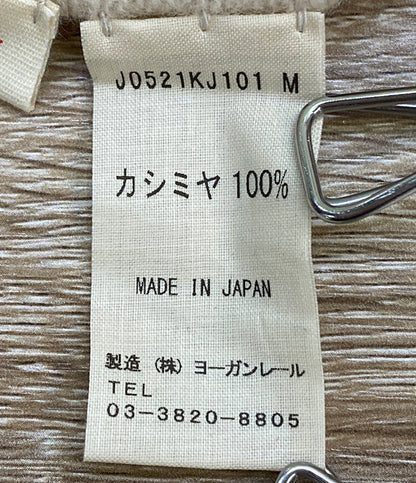 JO521KJ101 M
カシミヤ 100%
MADE IN JAPAN
製造 (株) ヨーガンレール
TEL
03-3820-8805